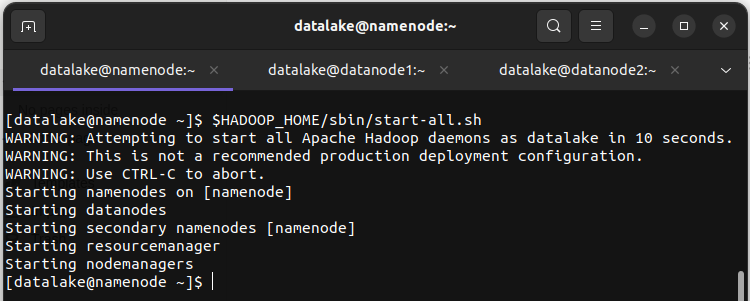 datalake@namenode:~
datalake@namenode:~ datalake@datanode1:~ datalake@datanode2:~
[datalake@namenode ~]$ $HADOOP_HOME/sbin/start-all.sh
WARNING: Attempting to start all Apache Hadoop daemons as datalake in 10 seconds.
WARNING: This is not a recommended production deployment configuration.
WARNING: Use CTRL-C to abort.
Starting namenodes on [namenode]
Starting datanodes
Starting secondary namenodes [namenode]
Starting resourcemanager
Starting nodemanagers
[datalake@namenode ~]$